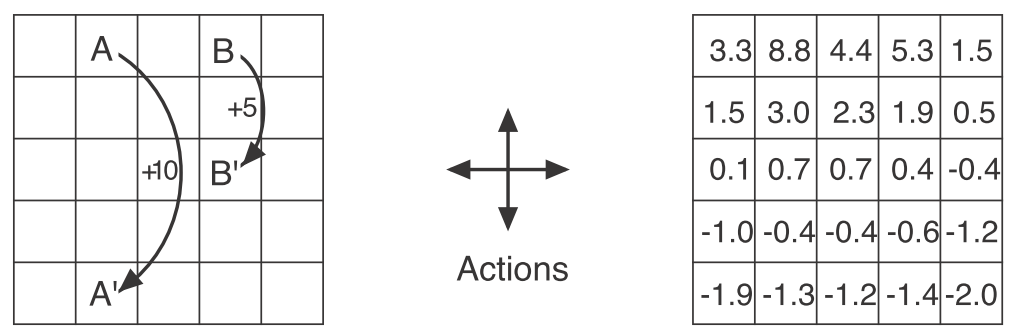 A B
+5
+10 B'
A'
Actions
3.3 8.8 4.4 5.3 1.5
1.5 3.0 2.3 1.9 0.5
0.1 0.7 0.7 0.4 -0.4
-1.0 -0.4 -0.4 -0.6 -1.2
-1.9 -1.3 -1.2 -1.4 -2.0